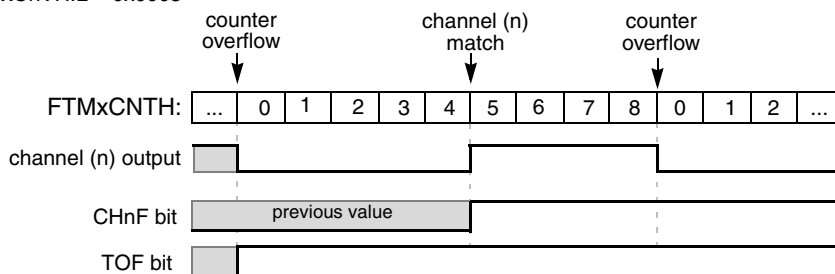 counter overflow
channel (n) match
counter overflow
FTMxCNTH: ... 0 1 2 3 4 5 6 7 8 0 1 2 ...
channel (n) output
CHnF bit
previous value
TOF bit